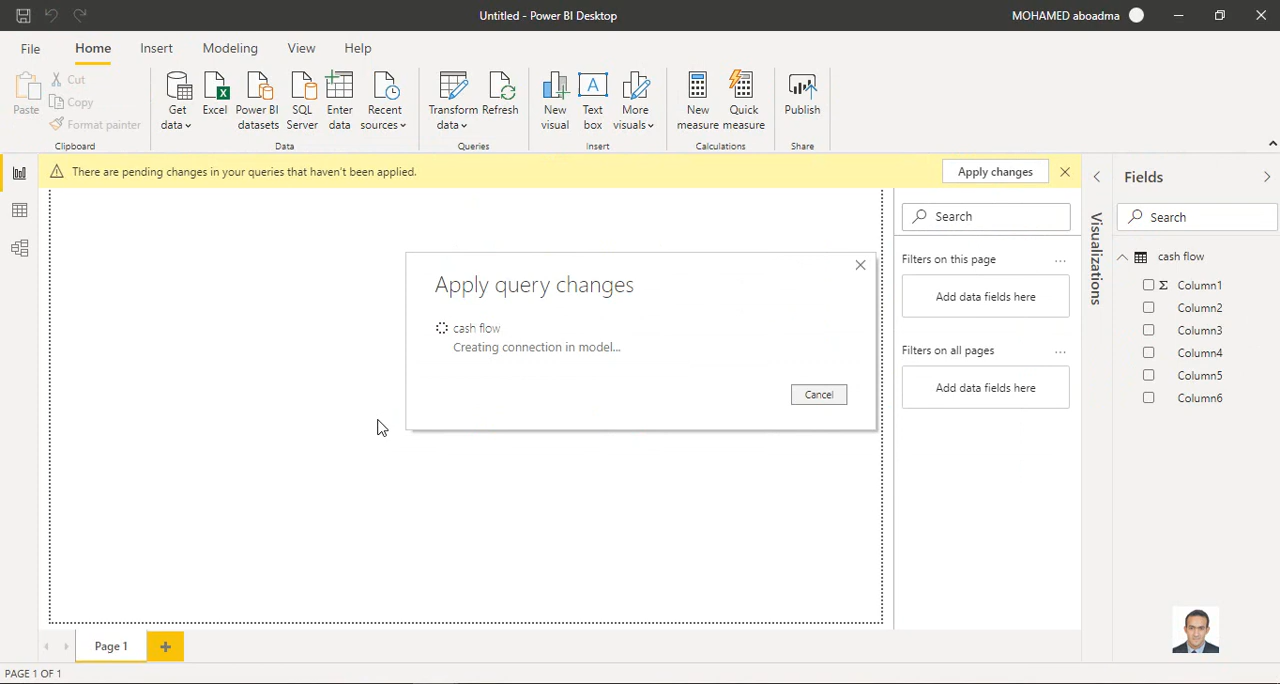 Untitled - Power BI Desktop
MOHAMED aboadma
File
Home
Insert
Modeling
View
Help
Paste
Cut
Copy
Format painter
Clipboard
Get data
Excel
Power BI datasets
SQL Server
Enter data
Recent sources
Data
Transform data
Refresh
Queries
New visual
Text box
More visuals
Insert
New measure
Quick measure
Calculations
Publish
Share
There are pending changes in your queries that haven't been applied.
Apply changes
Apply query changes
cash flow
Creating connection in model...
Cancel
Search
Filters on this page
...
Add data fields here
Filters on all pages
...
Add data fields here
Visualizations
Fields
Search
cash flow
Σ Column1
Column2
Column3
Column4
Column5
Column6
Page 1
PAGE 1 OF 1